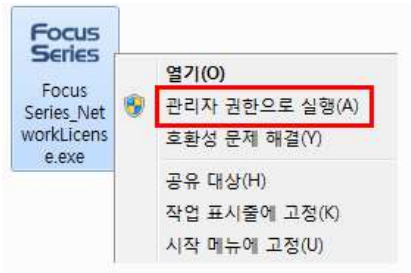 Focus
Series
Focus
Series_Net
workLicens
e.exe
열기(O)
관리자 권한으로 실행(A)
호환성 문제 해결(Y)
공유 대상(H)
작업 표시줄에 고정(K)
시작 메뉴에 고정(U)